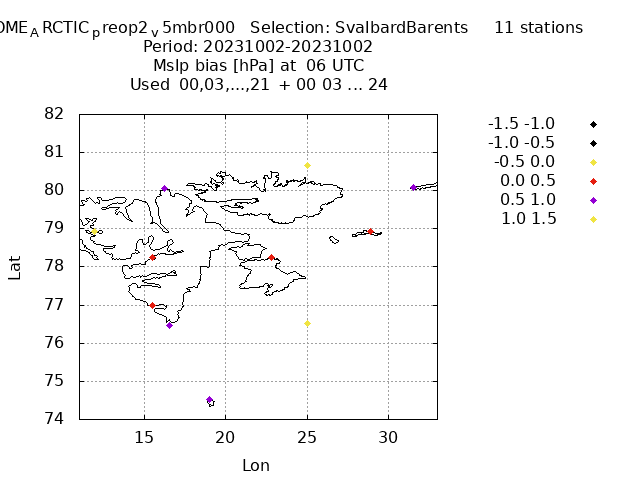 OME_ARCTIC_preop2_v5mbr000 Selection: SvalbardBarents 11 stations
Period: 20231002-20231002
Mslp bias [hPa] at 06 UTC
Used 00,03,...,21 + 00 03 ... 24
82
81
80
79
78
77
76
75
74
Lat
15 20 25 30
Lon
-1.5 -1.0
-1.0 -0.5
-0.5 0.0
0.0 0.5
0.5 1.0
1.0 1.5